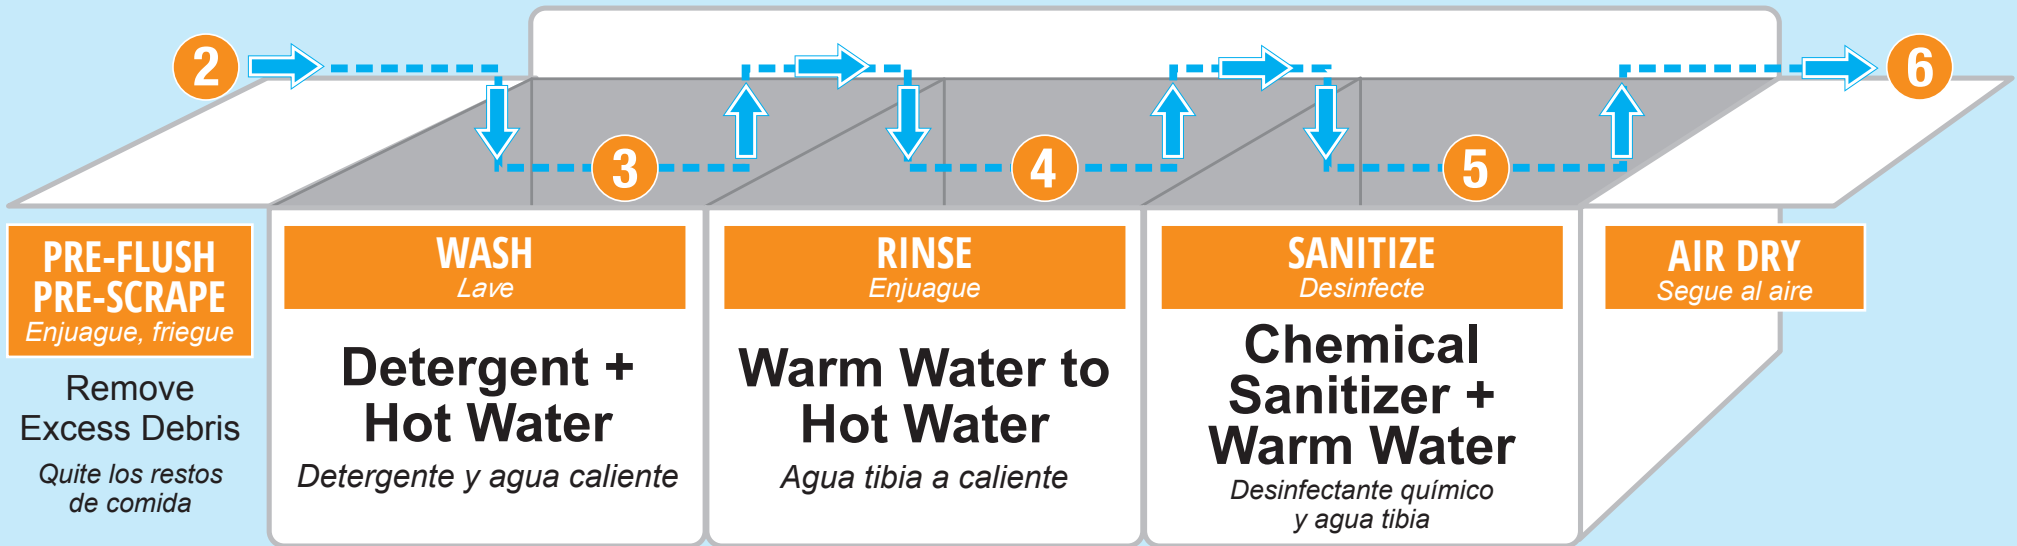 2
3
4
5
6
PRE-FLUSH
PRE-SCRAPE
Enjuague, friegue
Remove
Excess Debris
Quite los restos
de comida
WASH
Lave
Detergent +
Hot Water
Detergente y agua caliente
RINSE
Enjuague
Warm Water to
Hot Water
Agua tibia a caliente
SANITIZE
Desinfecte
Chemical
Sanitizer +
Warm Water
Desinfectante químico
y agua tibia
AIR DRY
Segue al aire